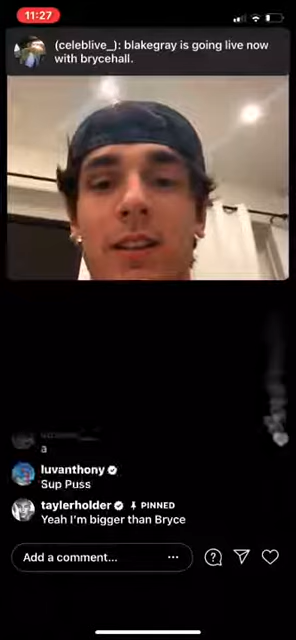 11:27
(celeblive_): blakegray is going live now
with brycehall.
a
luvanthony
Sup Puss
taylerholder PINNED
Yeah I'm bigger than Bryce
Add a comment...